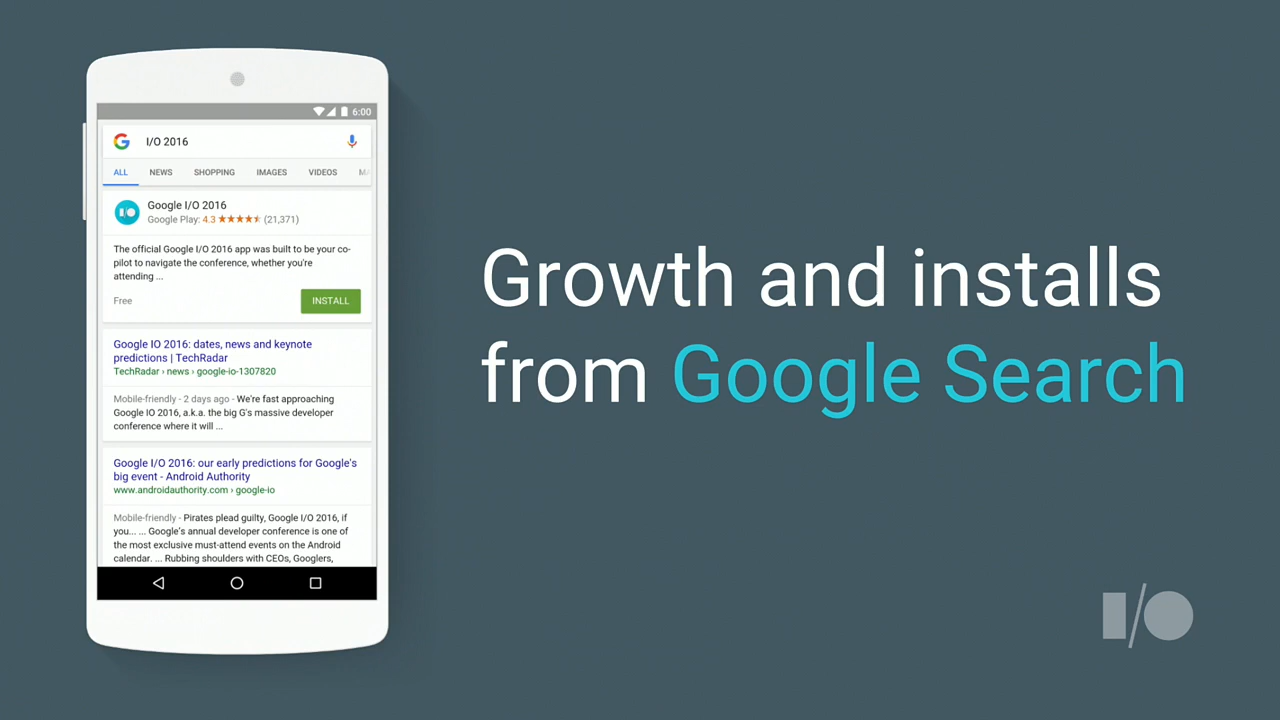 6:00
I/O 2016
ALL NEWS SHOPPING IMAGES VIDEOS MA
I/O Google I/O 2016
Google Play: 4.3 ★★★★★ (21,371)
The official Google I/O 2016 app was built to be your co-
pilot to navigate the conference, whether you're
attending ...
Free INSTALL
Google IO 2016: dates, news and keynote
predictions | TechRadar
TechRadar › news › google-io-1307820
Mobile-friendly - 2 days ago - We're fast approaching
Google IO 2016, a.k.a. the big G's massive developer
conference where it will ...
Google I/O 2016: our early predictions for Google's
big event - Android Authority
www.androidauthority.com › google-io
Mobile-friendly - Pirates plead guilty, Google I/O 2016, if
you... ... Google's annual developer conference is one of
the most exclusive must-attend events on the Android
calendar. ... Rubbing shoulders with CEOs, Googlers,
Growth and installs
from Google Search
I/O